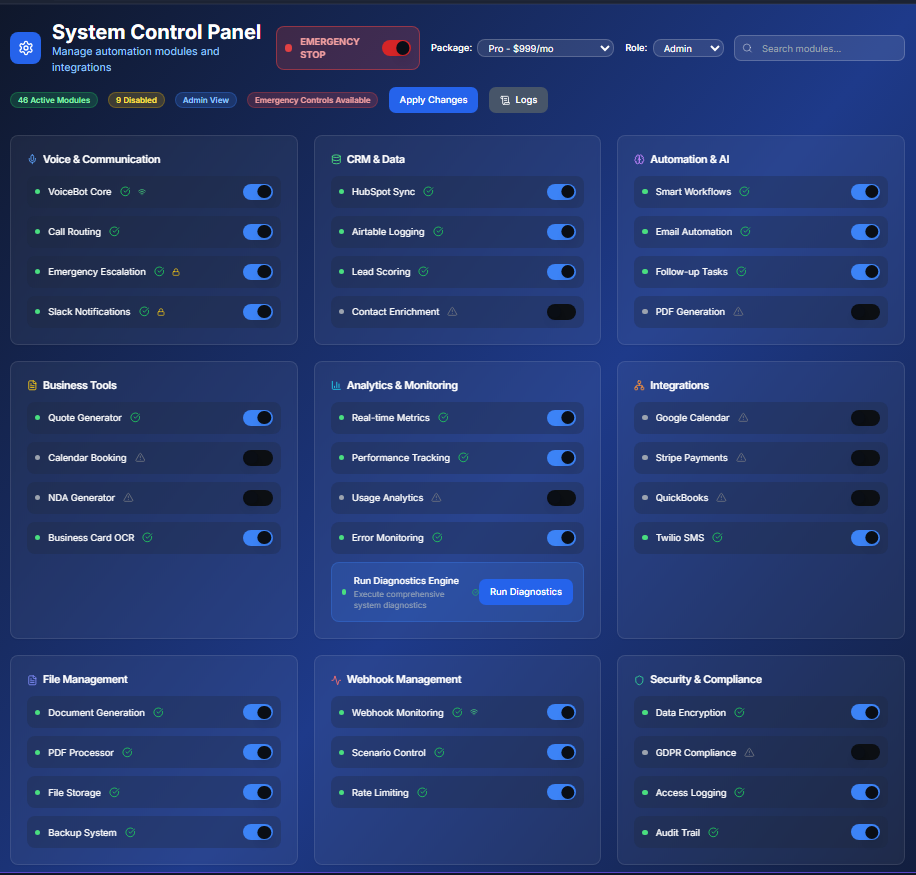 System Control Panel
Manage automation modules and
integrations
EMERGENCY
STOP
Package:
Pro - $999/mo
Role:
Admin
Search modules...
46 Active Modules
9 Disabled
Admin View
Emergency Controls Available
Apply Changes
Logs
Voice & Communication
VoiceBot Core
Call Routing
Emergency Escalation
Slack Notifications
CRM & Data
HubSpot Sync
Airtable Logging
Lead Scoring
Contact Enrichment
Automation & AI
Smart Workflows
Email Automation
Follow-up Tasks
PDF Generation
Business Tools
Quote Generator
Calendar Booking
NDA Generator
Business Card OCR
Analytics & Monitoring
Real-time Metrics
Performance Tracking
Usage Analytics
Error Monitoring
Run Diagnostics Engine
Execute comprehensive
system diagnostics
Run Diagnostics
Integrations
Google Calendar
Stripe Payments
QuickBooks
Twilio SMS
File Management
Document Generation
PDF Processor
File Storage
Backup System
Webhook Management
Webhook Monitoring
Scenario Control
Rate Limiting
Security & Compliance
Data Encryption
GDPR Compliance
Access Logging
Audit Trail